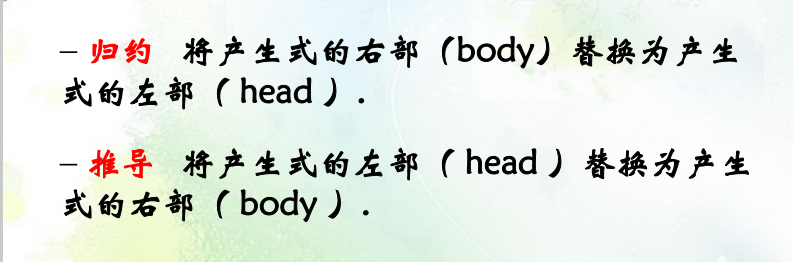 – 归约 将产生式的右部（body）替换为产生
式的左部（ head ）.
– 推导 将产生式的左部（ head ）替换为产生
式的右部（ body ）.